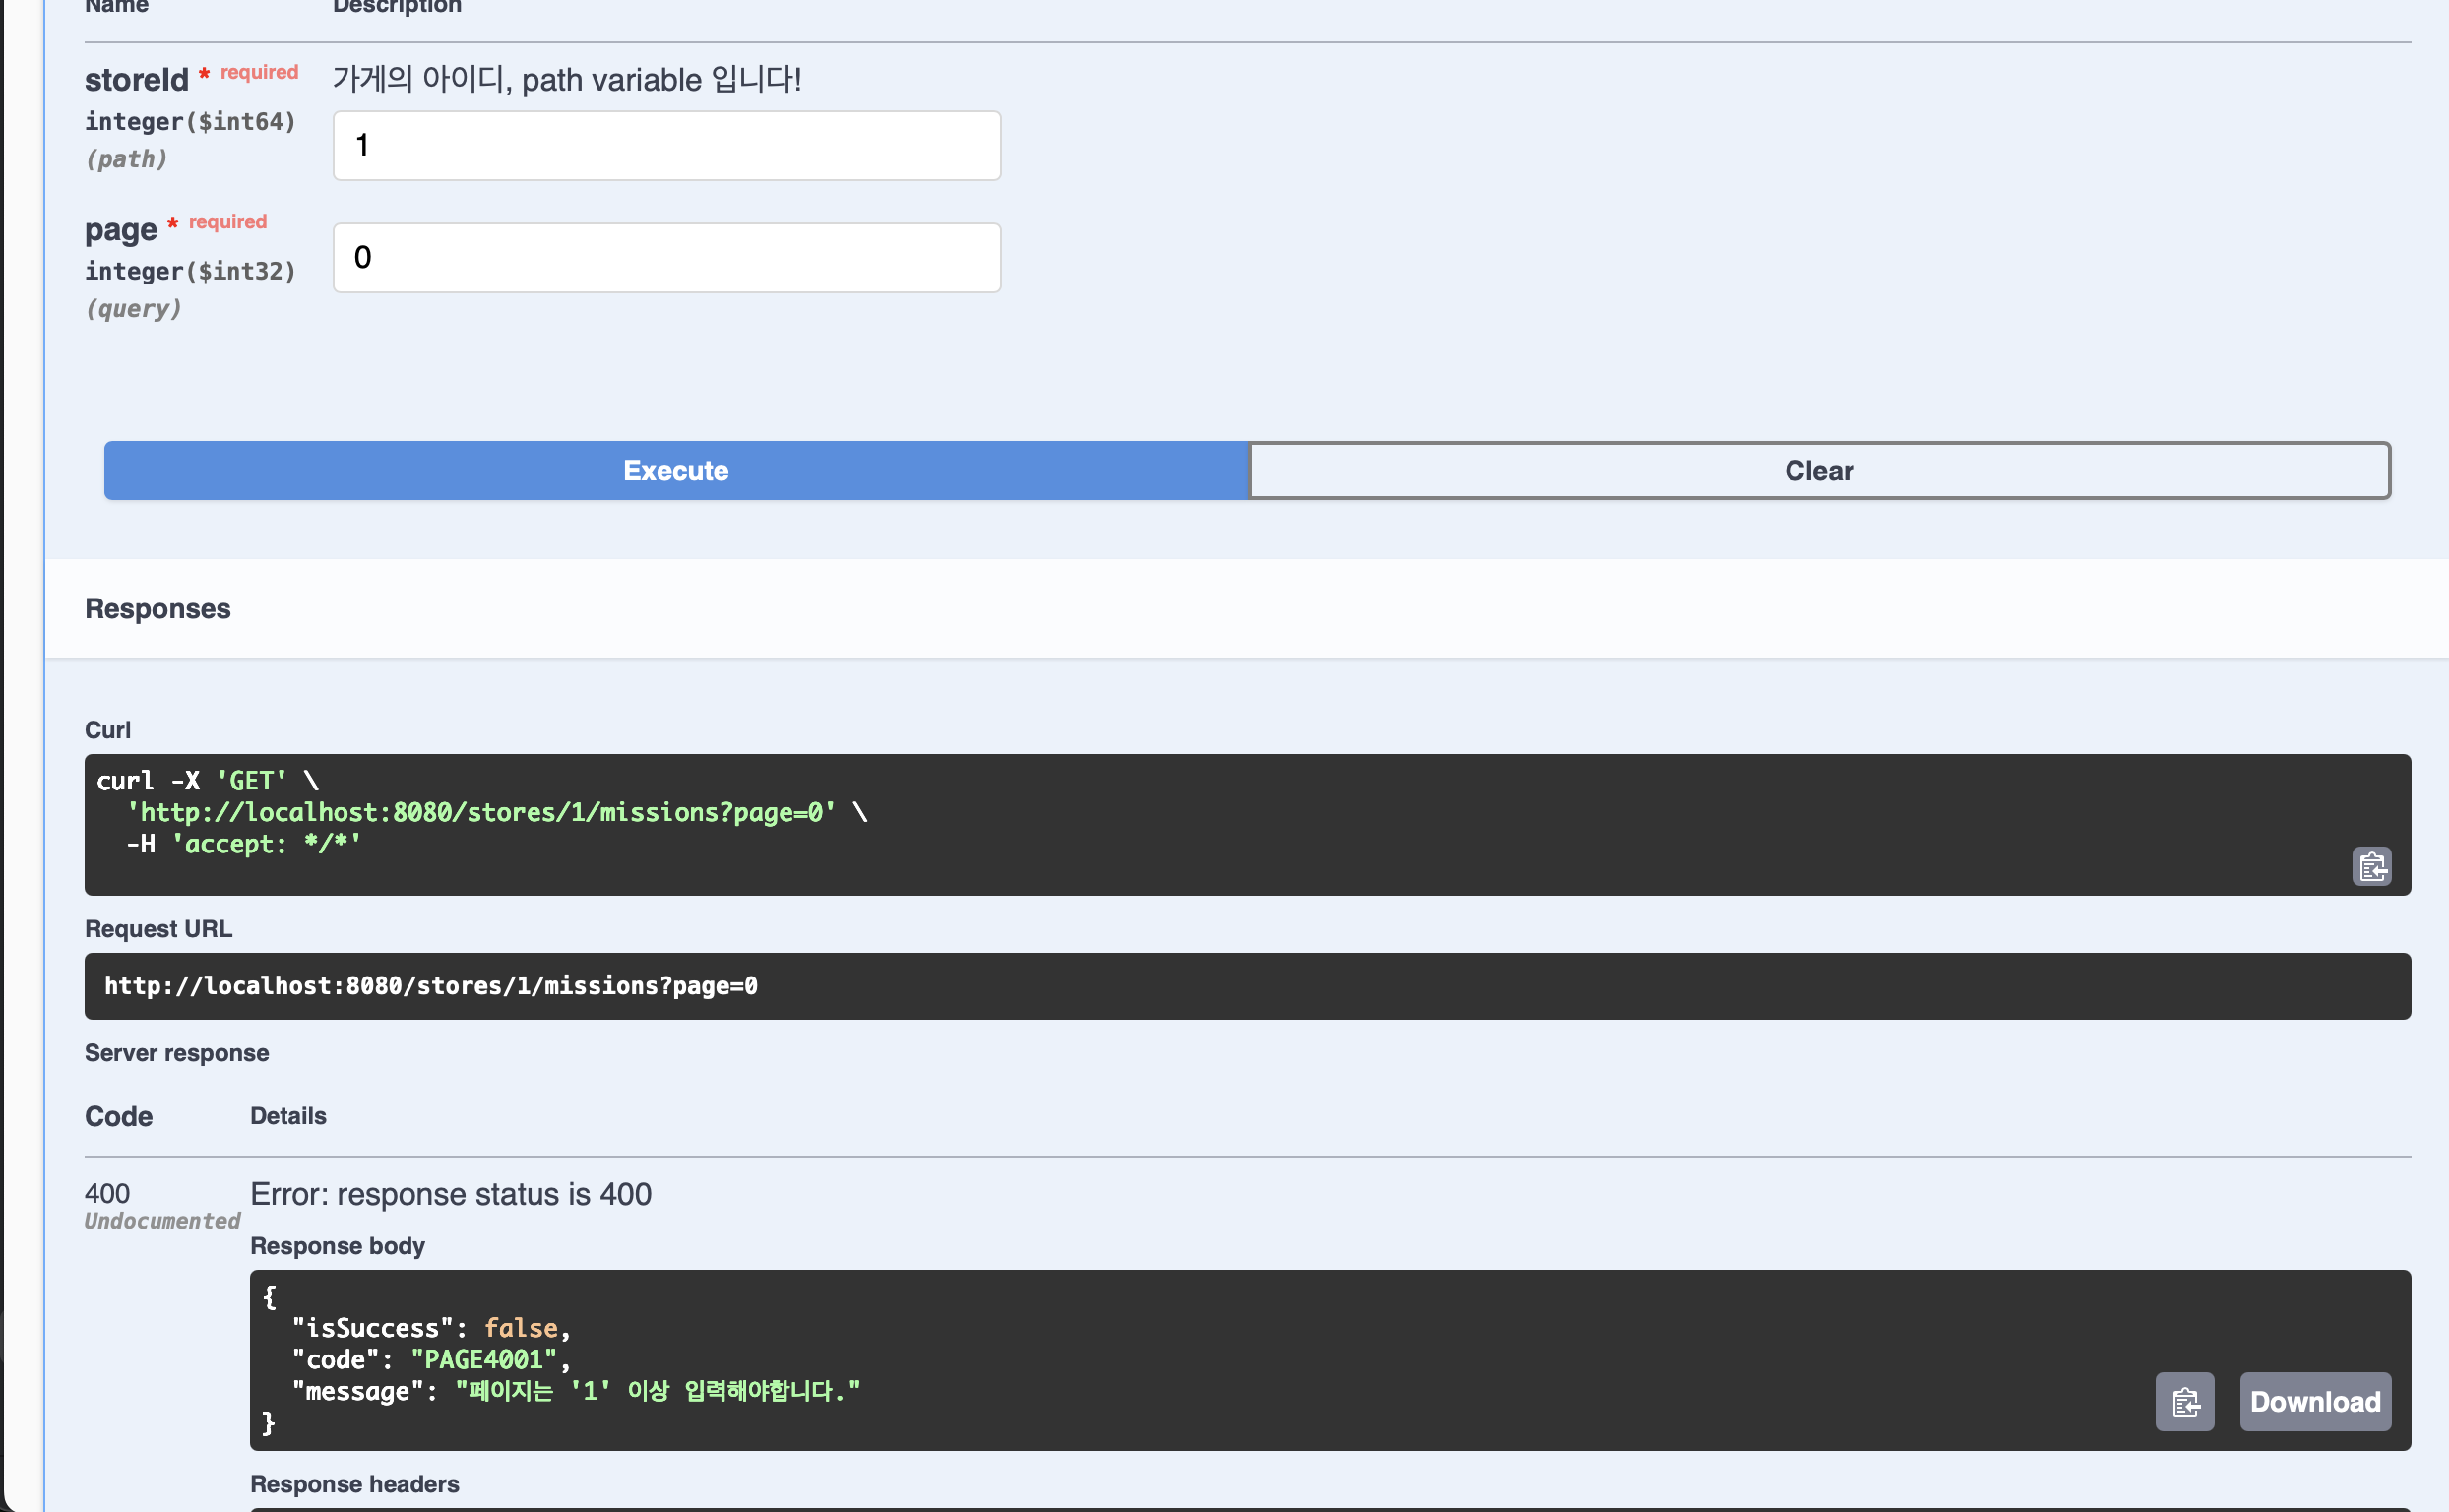 Name Description
storeId * required 가게의 아이디, path variable 입니다!
integer($int64)
1
(path)
page * required
0
integer($int32)
(query)
Execute Clear
Responses
Curl
curl -X 'GET' \
'http://localhost:8080/stores/1/missions?page=0' \
-H 'accept: */*'
Request URL
http://localhost:8080/stores/1/missions?page=0
Server response
Code Details
400 Error: response status is 400
Undocumented
Response body
{
"isSuccess": false,
"code": "PAGE4001",
"message": "페이지는 '1' 이상 입력해야합니다."
Download
}
Response headers